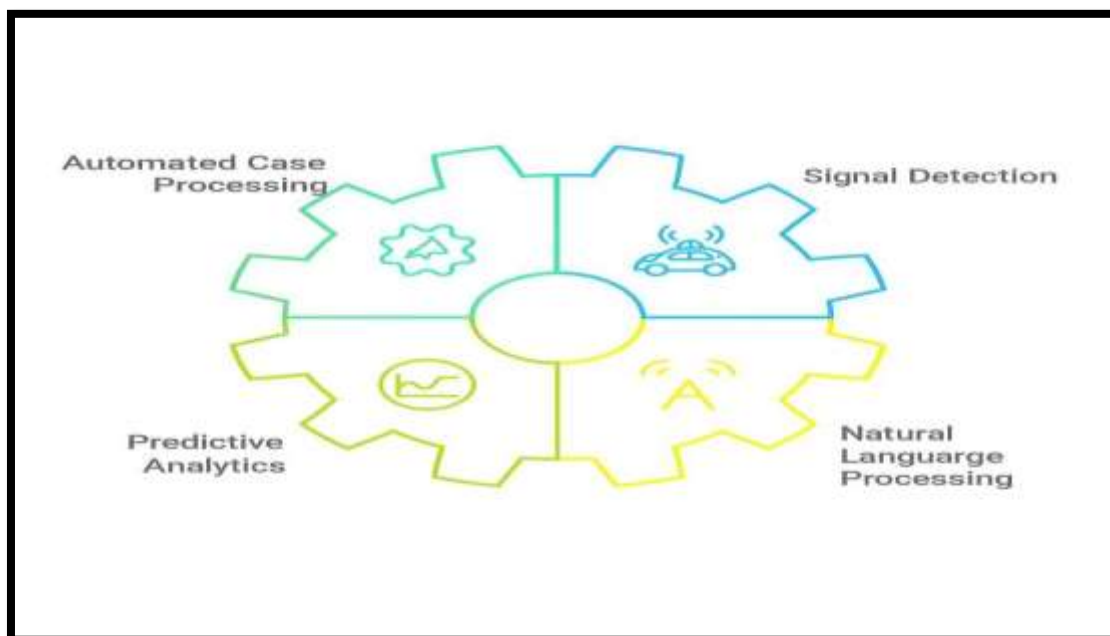 Automated Case
Processing
Signal Detection
Predictive
Analytics
Natural
Languarge
Processing